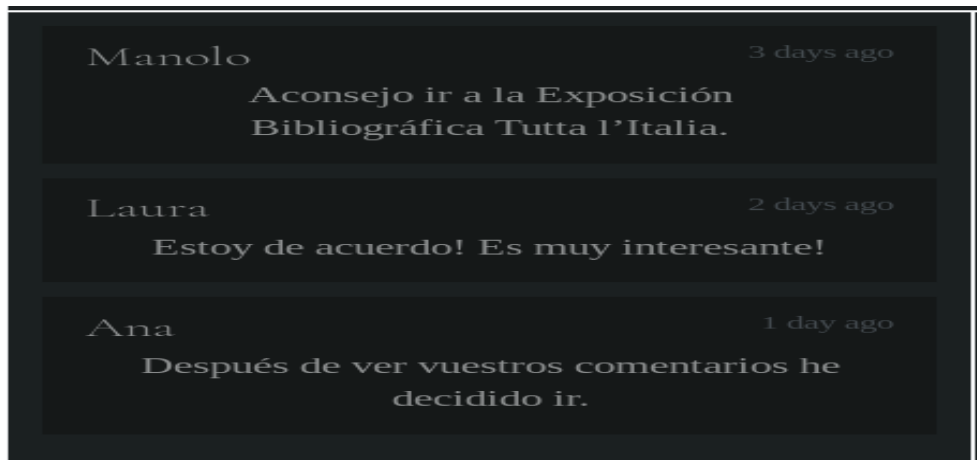 Manolo
3 days ago
Aconsejo ir a la Exposición
Bibliográfica Tutta l’Italia.
Laura
2 days ago
Estoy de acuerdo! Es muy interesante!
Ana
1 day ago
Después de ver vuestros comentarios he
decidido ir.